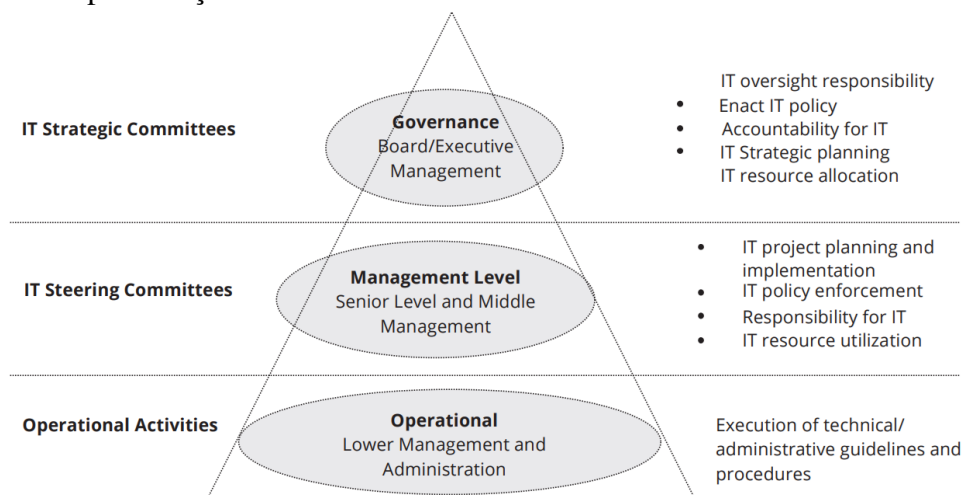 IT Strategic Committees
Governance
Board/Executive
Management
IT oversight responsibility
• Enact IT policy
• Accountability for IT
• IT Strategic planning
IT resource allocation
IT Steering Committees
Management Level
Senior Level and Middle
Management
• IT project planning and
implementation
• IT policy enforcement
• Responsibility for IT
• IT resource utilization
Operational Activities
Operational
Lower Management and
Administration
Execution of technical/
administrative guidelines and
procedures